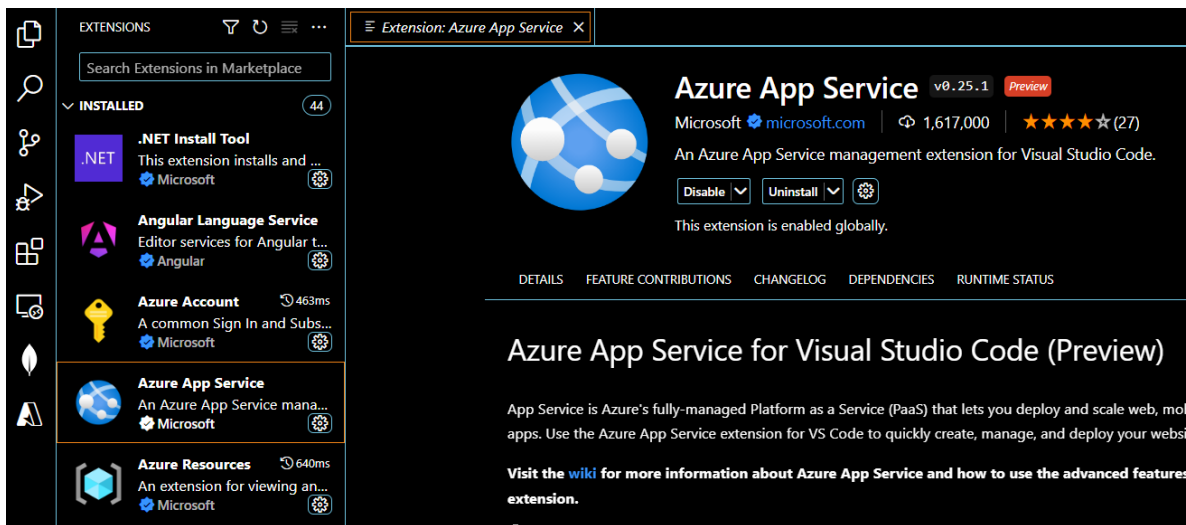 EXTENSIONS
Search Extensions in Marketplace
INSTALLED
44
.NET
.NET Install Tool
This extension installs and ...
Microsoft
Angular Language Service
Editor services for Angular t...
Angular
Azure Account 463ms
A common Sign In and Subs...
Microsoft
Azure App Service
An Azure App Service mana...
Microsoft
Azure Resources 640ms
An extension for viewing an...
Microsoft
Extension: Azure App Service
Azure App Service v0.25.1 Preview
Microsoft microsoft.com 1,617,000 (27)
An Azure App Service management extension for Visual Studio Code.
Disable Uninstall
This extension is enabled globally.
DETAILS FEATURE CONTRIBUTIONS CHANGELOG DEPENDENCIES RUNTIME STATUS
Azure App Service for Visual Studio Code (Preview)
App Service is Azure's fully-managed Platform as a Service (PaaS) that lets you deploy and scale web, mo
apps. Use the Azure App Service extension for VS Code to quickly create, manage, and deploy your websi
Visit the wiki for more information about Azure App Service and how to use the advanced features
extension.